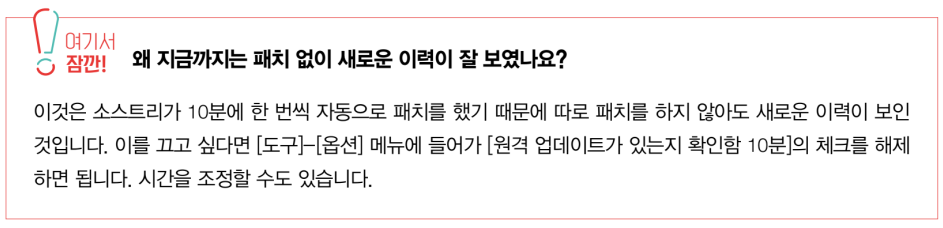 여기서
잠깐!
왜 지금까지는 패치 없이 새로운 이력이 잘 보였나요?
이것은 소스트리가 10분에 한 번씩 자동으로 패치를 했기 때문에 따로 패치를 하지 않아도 새로운 이력이 보인
것입니다. 이를 끄고 싶다면 [도구]-[옵션] 메뉴에 들어가 [원격 업데이트가 있는지 확인함 10분]의 체크를 해제
하면 됩니다. 시간을 조정할 수도 있습니다.